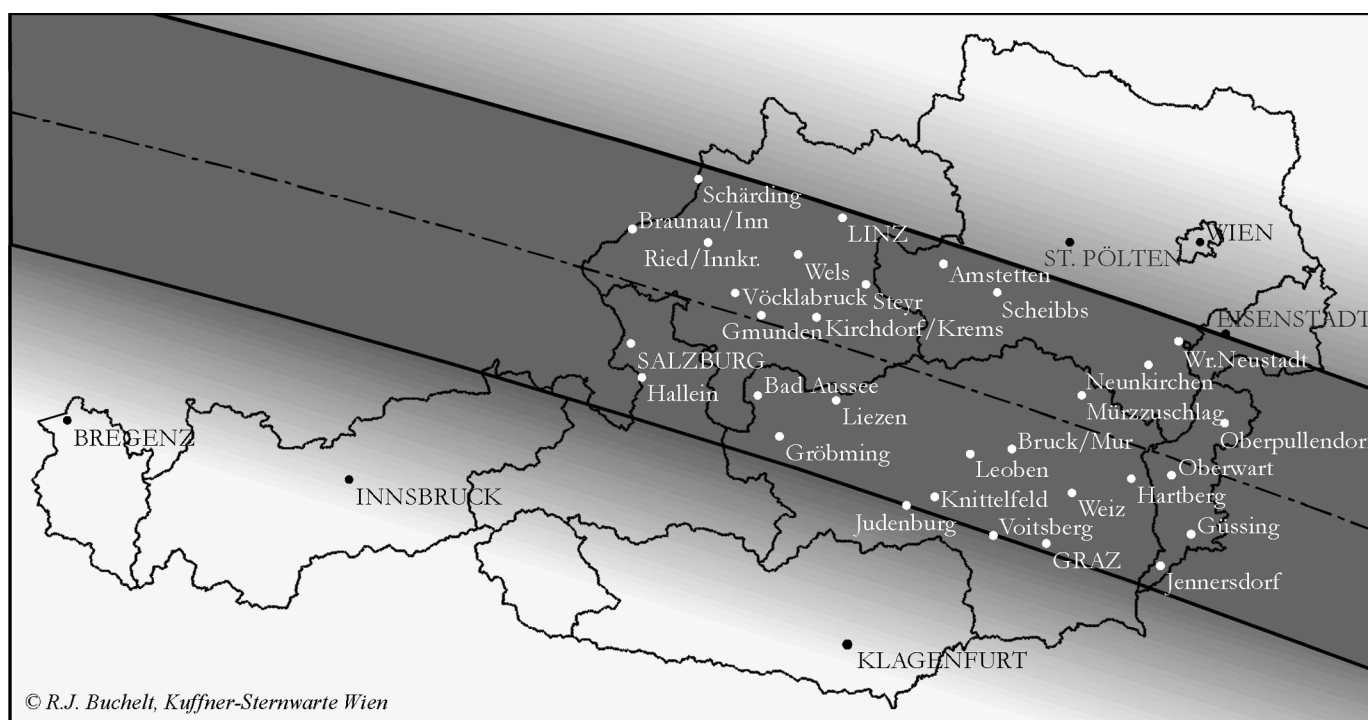 Schärding
Braunau/Inn
LINZ
WIEN
Ried/Innkr.
ST. PÖLTEN
Wels
Amstetten
Vöcklabruck
Steyr
Scheibbs
Gmunden
Kirchdorf/Krems
EISENSTADT
SALZBURG
Wr.Neustadt
Hallein
Bad Aussee
Neunkirchen
Liezen
Mürzzuschlag
BREGENZ
Gröbming
Bruck/Mur
Oberpullendorf
Leoben
Oberwart
INNSBRUCK
Knittelfeld
Weiz
Hartberg
Judenburg
Voitsberg
Güssing
GRAZ
Jennersdorf
KLAGENFURT
© R.J. Buchelt, Kuffner-Sternwarte Wien